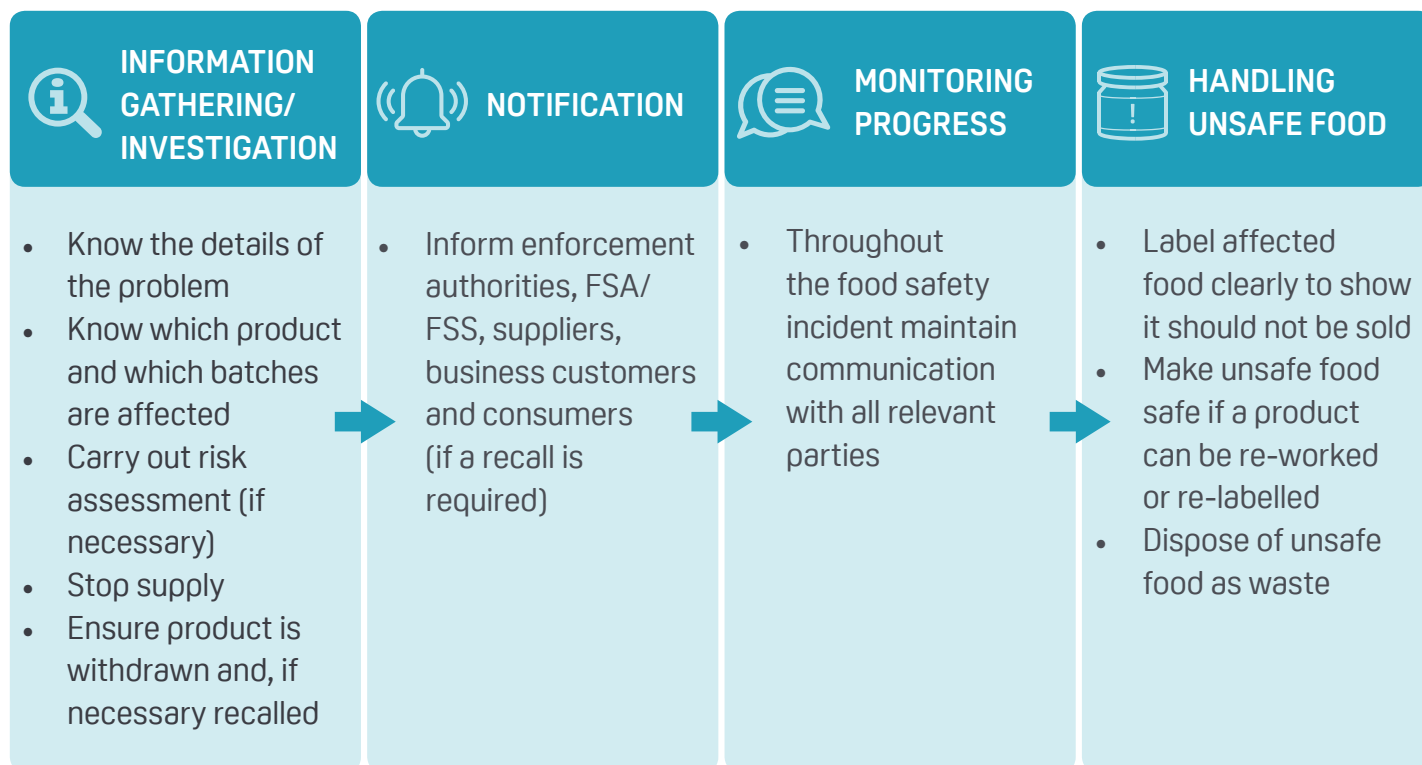 INFORMATION
GATHERING/
INVESTIGATION
• Know the details of
the problem
• Know which product
and which batches
are affected
• Carry out risk
assessment (if
necessary)
• Stop supply
• Ensure product is
withdrawn and, if
necessary recalled
NOTIFICATION
• Inform enforcement
authorities, FSA/
FSS, suppliers,
business customers
and consumers
(if a recall is
required)
MONITORING
PROGRESS
• Throughout
the food safety
incident maintain
communication
with all relevant
parties
HANDLING
UNSAFE FOOD
• Label affected
food clearly to show
it should not be sold
• Make unsafe food
safe if a product
can be re-worked
or re-labelled
• Dispose of unsafe
food as waste